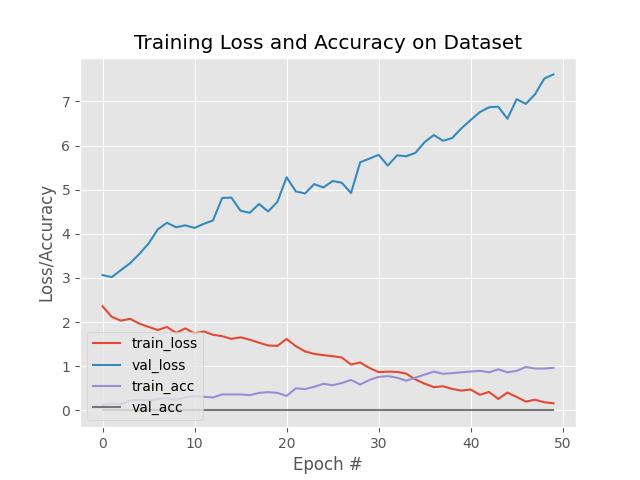 Training Loss and Accuracy on Dataset
Loss/Accuracy
7
6
5
4
3
2
1
0
train_loss
val_loss
train_acc
val_acc
0 10 20 30 40 50
Epoch #